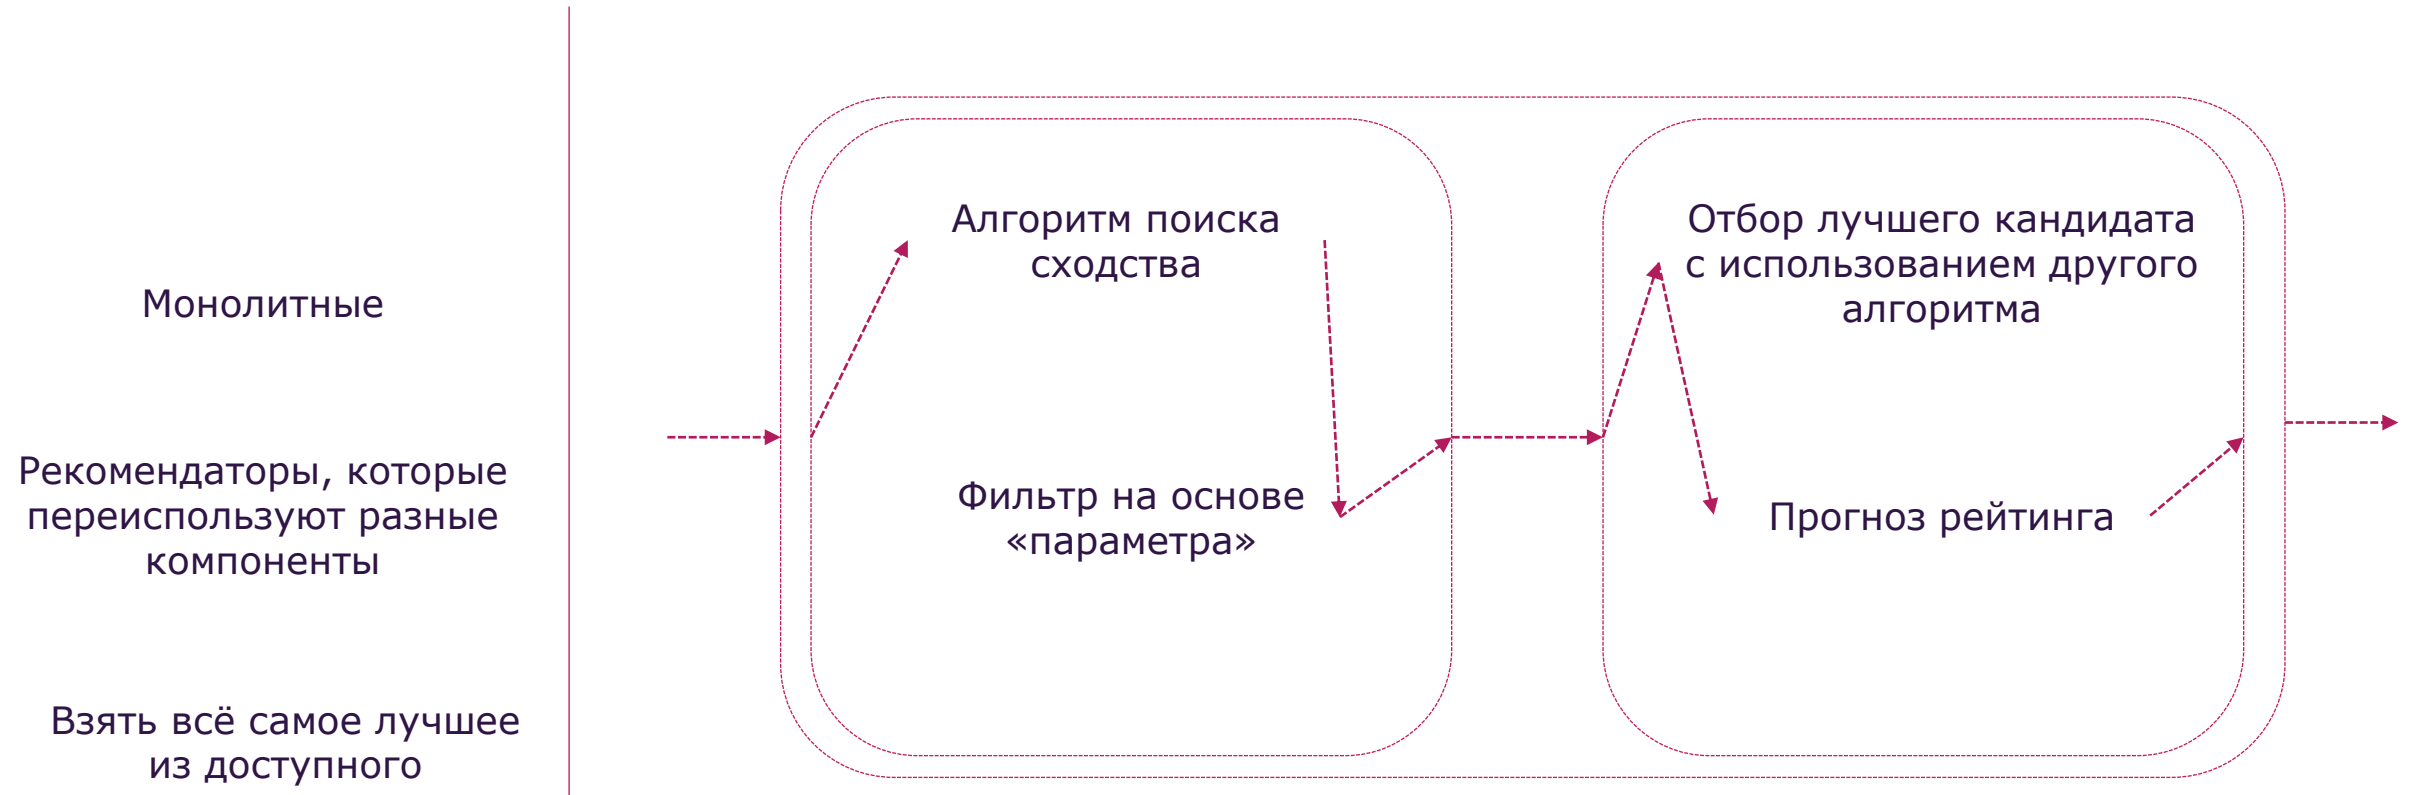 Монолитные
Рекомендаторы, которые
переиспользуют разные
компоненты
Взять всё самое лучшее
из доступного
Алгоритм поиска
сходства
Фильтр на основе
«параметра»
Отбор лучшего кандидата
с использованием другого
алгоритма
Прогноз рейтинга